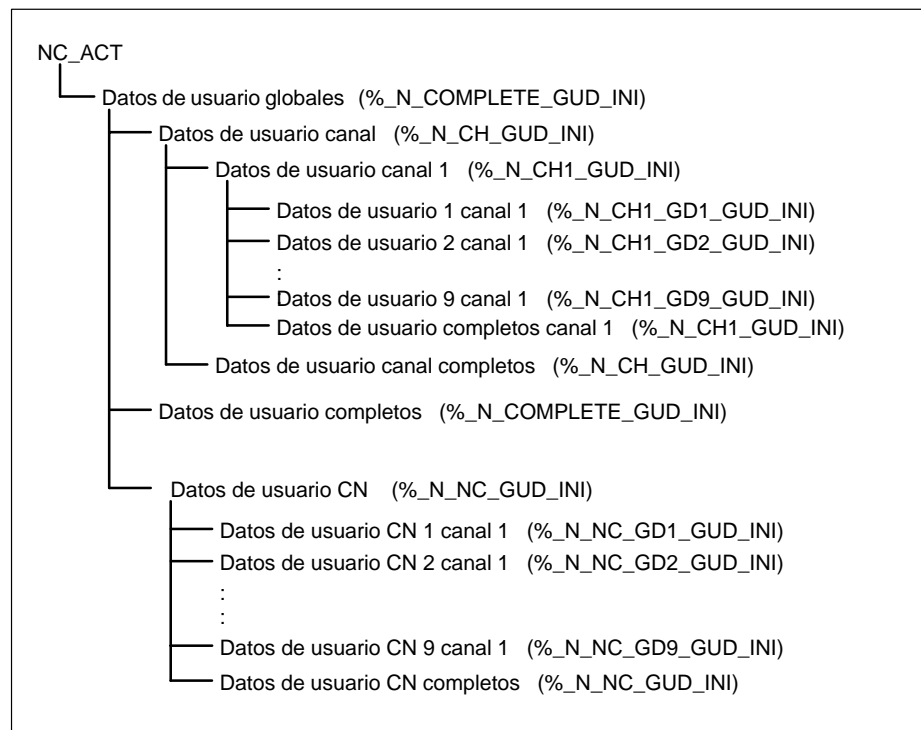 NC_ACT
Datos de usuario globales (%_N_COMPLETE_GUD_INI)
Datos de usuario canal (%_N_CH_GUD_INI)
Datos de usuario canal 1 (%_N_CH1_GUD_INI)
Datos de usuario 1 canal 1 (%_N_CH1_GD1_GUD_INI)
Datos de usuario 2 canal 1 (%_N_CH1_GD2_GUD_INI)
:
Datos de usuario 9 canal 1 (%_N_CH1_GD9_GUD_INI)
Datos de usuario completos canal 1 (%_N_CH1_GUD_INI)
Datos de usuario canal completos (%_N_CH_GUD_INI)
Datos de usuario completos (%_N_COMPLETE_GUD_INI)
Datos de usuario CN (%_N_NC_GUD_INI)
Datos de usuario CN 1 canal 1 (%_N_NC_GD1_GUD_INI)
Datos de usuario CN 2 canal 1 (%_N_NC_GD2_GUD_INI)
:
:
Datos de usuario CN 9 canal 1 (%_N_NC_GD9_GUD_INI)
Datos de usuario CN completos (%_N_NC_GUD_INI)